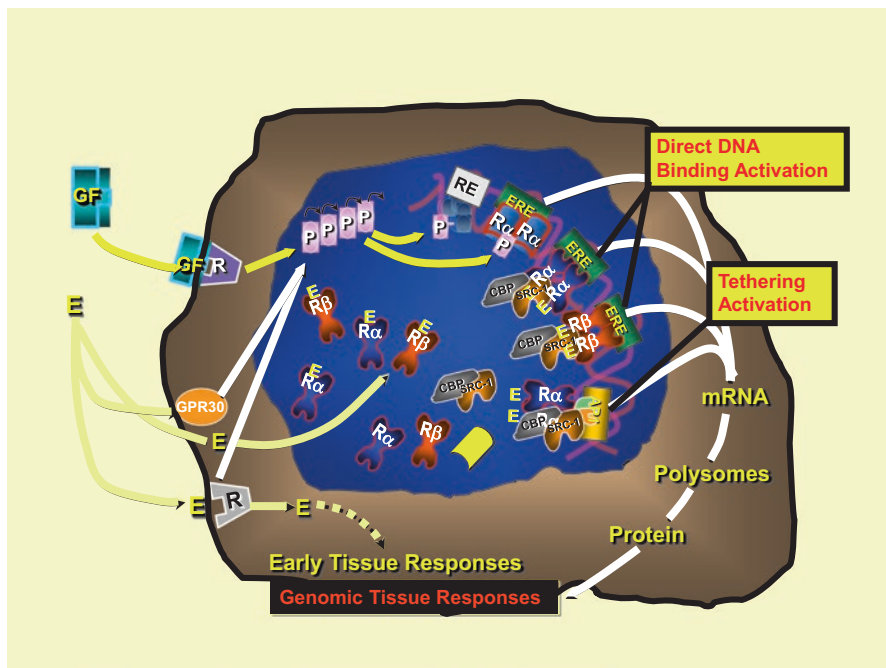 Direct DNA
Binding Activation
GF
RE
ERE
P P P P
P
Rα Rα
P
GF R
ERE
Rα
CBP SRC-1 Rα
E
Tethering
Activation
E
E
Rβ
E
Rα
E
Rβ
ERE
E Rβ
CBP SRC-1 Rβ
E
E
Rα
CBP SRC-1
E Rα
E
Rα
CBP SRC-1
mRNA
GPR30
E
Rα
Rβ
Polysomes
E R
E
Protein
Early Tissue Responses
Genomic Tissue Responses